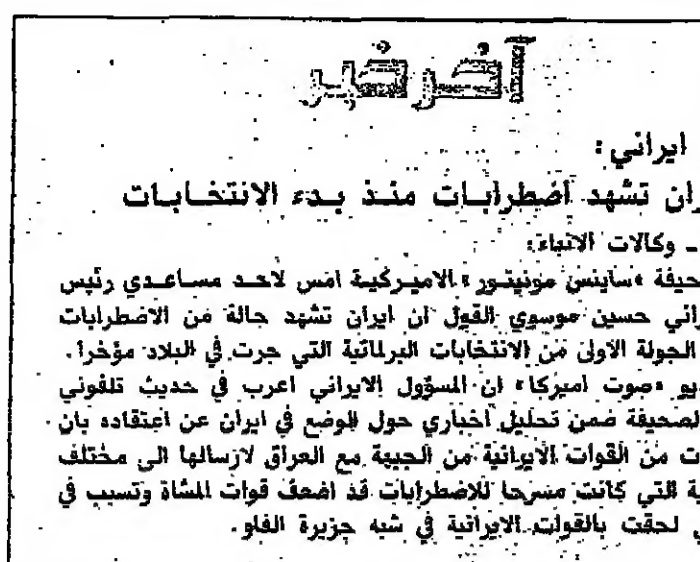 آخر خبر
ايراني :
ران تشهد اضطرابات منذ بدء الانتخابات
ـ وكالات الانباء:
حيفة «ساينس مونيتور» الاميركية امس لاحد مساعدي رئيس
راني حسين موسوي القول ان ايران تشهد حالة من الاضطرابات
الجولة الاولى من الانتخابات البرلمانية التي جرت في البلاد مؤخرا .
يو «صوت اميركا» ان المسؤول الايراني اعرب في حديث تلفوني
لصحيفة ضمن تحليل اخباري حول الوضع في ايران عن اعتقاده بان
ت من القوات الايرانية من الجبهة مع العراق لارسالها الى مختلف
ية التي كانت مسرحا للاضطرابات قد اضعف قوات المشاة وتسبب في
ي لحقت بالقوات الايرانية في شبه جزيرة الفاو .